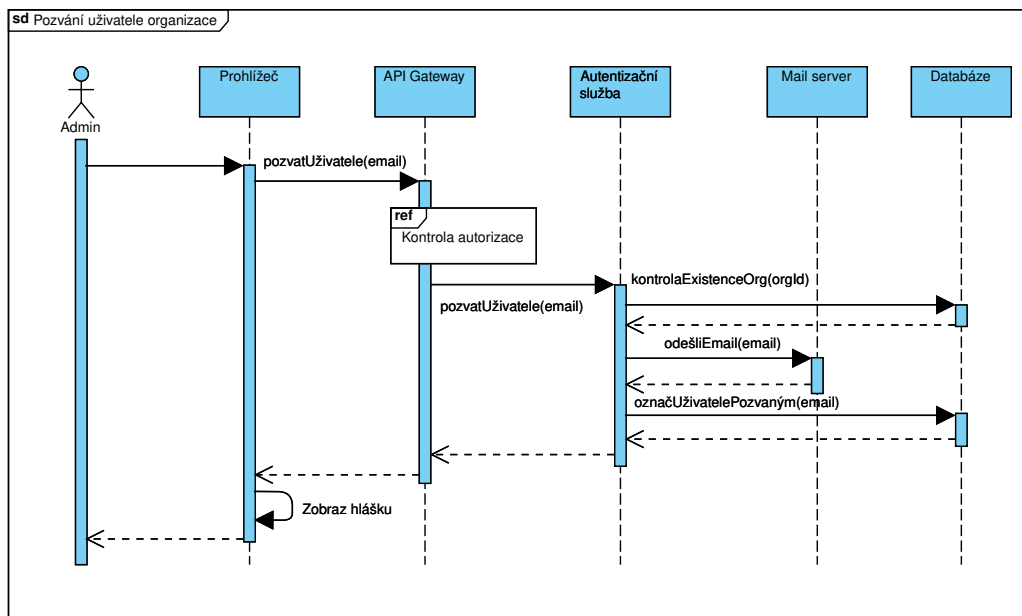 sd Pozvání uživatele organizace
Admin
Prohlížeč
API Gateway
Autentizační
služba
Mail server
Databáze
pozvatUživatele(email)
ref
Kontrola autorizace
kontrolaExistenceOrg(orgId)
pozvatUživatele(email)
odešliEmail(email)
označUživatelePozvaným(email)
Zobraz hlášku